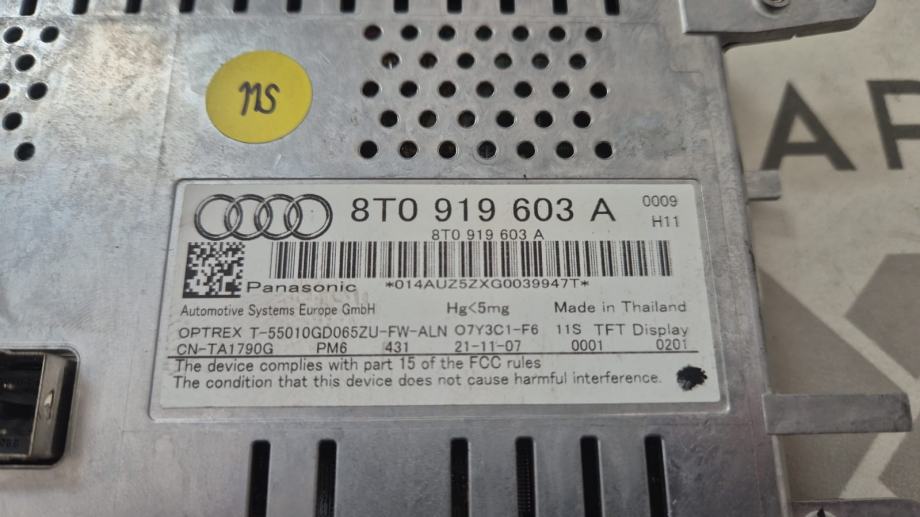 ns
AP
8T0 919 603 A
0009
H11
8T0 919 603 A
Panasonic
*014AUZ5ZXG0039947T*
Automotive Systems Europe GmbH Hg<5mg Made in Thailand
OPTREX T-55010GD065ZU-FW-ALN 07Y3C1-F6 11S TFT Display
CN-TA1790G PM6 431 21-11-07 0001 0201
The device complies with part 15 of the FCC rules
The condition that this device does not cause harmful interference.